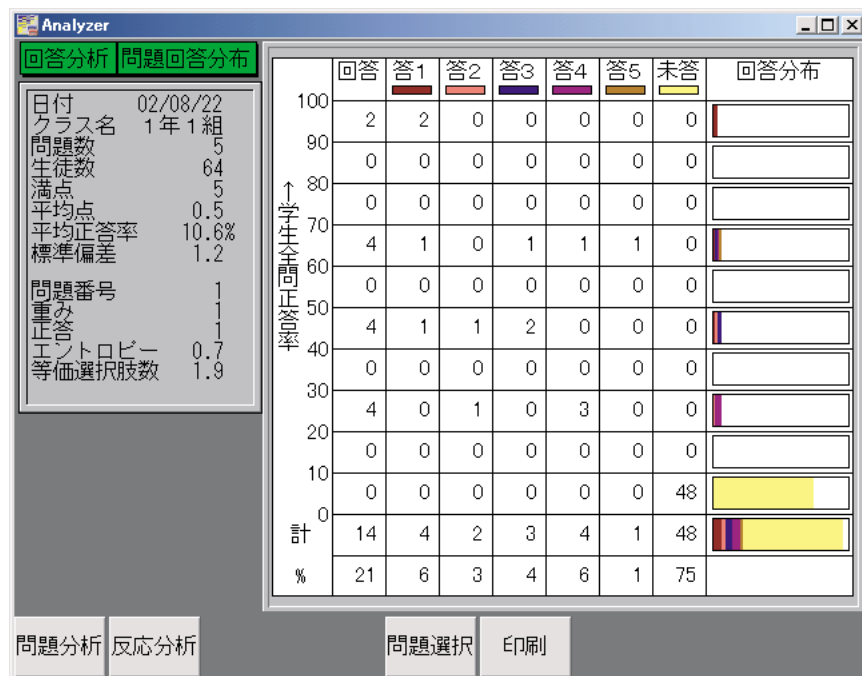 Analyzer
回答分析 問題回答分布
日付 02/08/22
クラス名 1年1組
問題数 5
生徒数 64
満点 5
平均点 0.5
平均正答率 10.6%
標準偏差 1.2
問題番号 1
重み 1
正答 1
エントロピー 0.7
等価選択肢数 1.9
↑学生全問正答率
回答 答1 答2 答3 答4 答5 未答 回答分布
100
2 2 0 0 0 0 0
90
0 0 0 0 0 0 0
80
0 0 0 0 0 0 0
70
4 1 0 1 1 1 0
60
0 0 0 0 0 0 0
50
4 1 1 2 0 0 0
40
0 0 0 0 0 0 0
30
4 0 1 0 3 0 0
20
0 0 0 0 0 0 0
10
0 0 0 0 0 0 48
0
計 14 4 2 3 4 1 48
% 21 6 3 4 6 1 75
問題分析 反応分析 問題選択 印刷